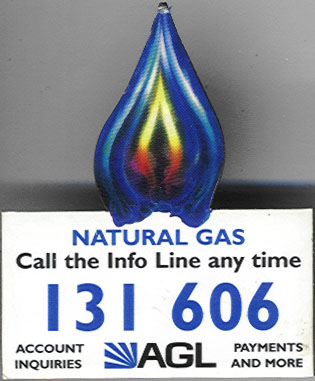 NATURAL GAS
Call the Info Line any time
131 606
ACCOUNT INQUIRIES
AGL
PAYMENTS AND MORE